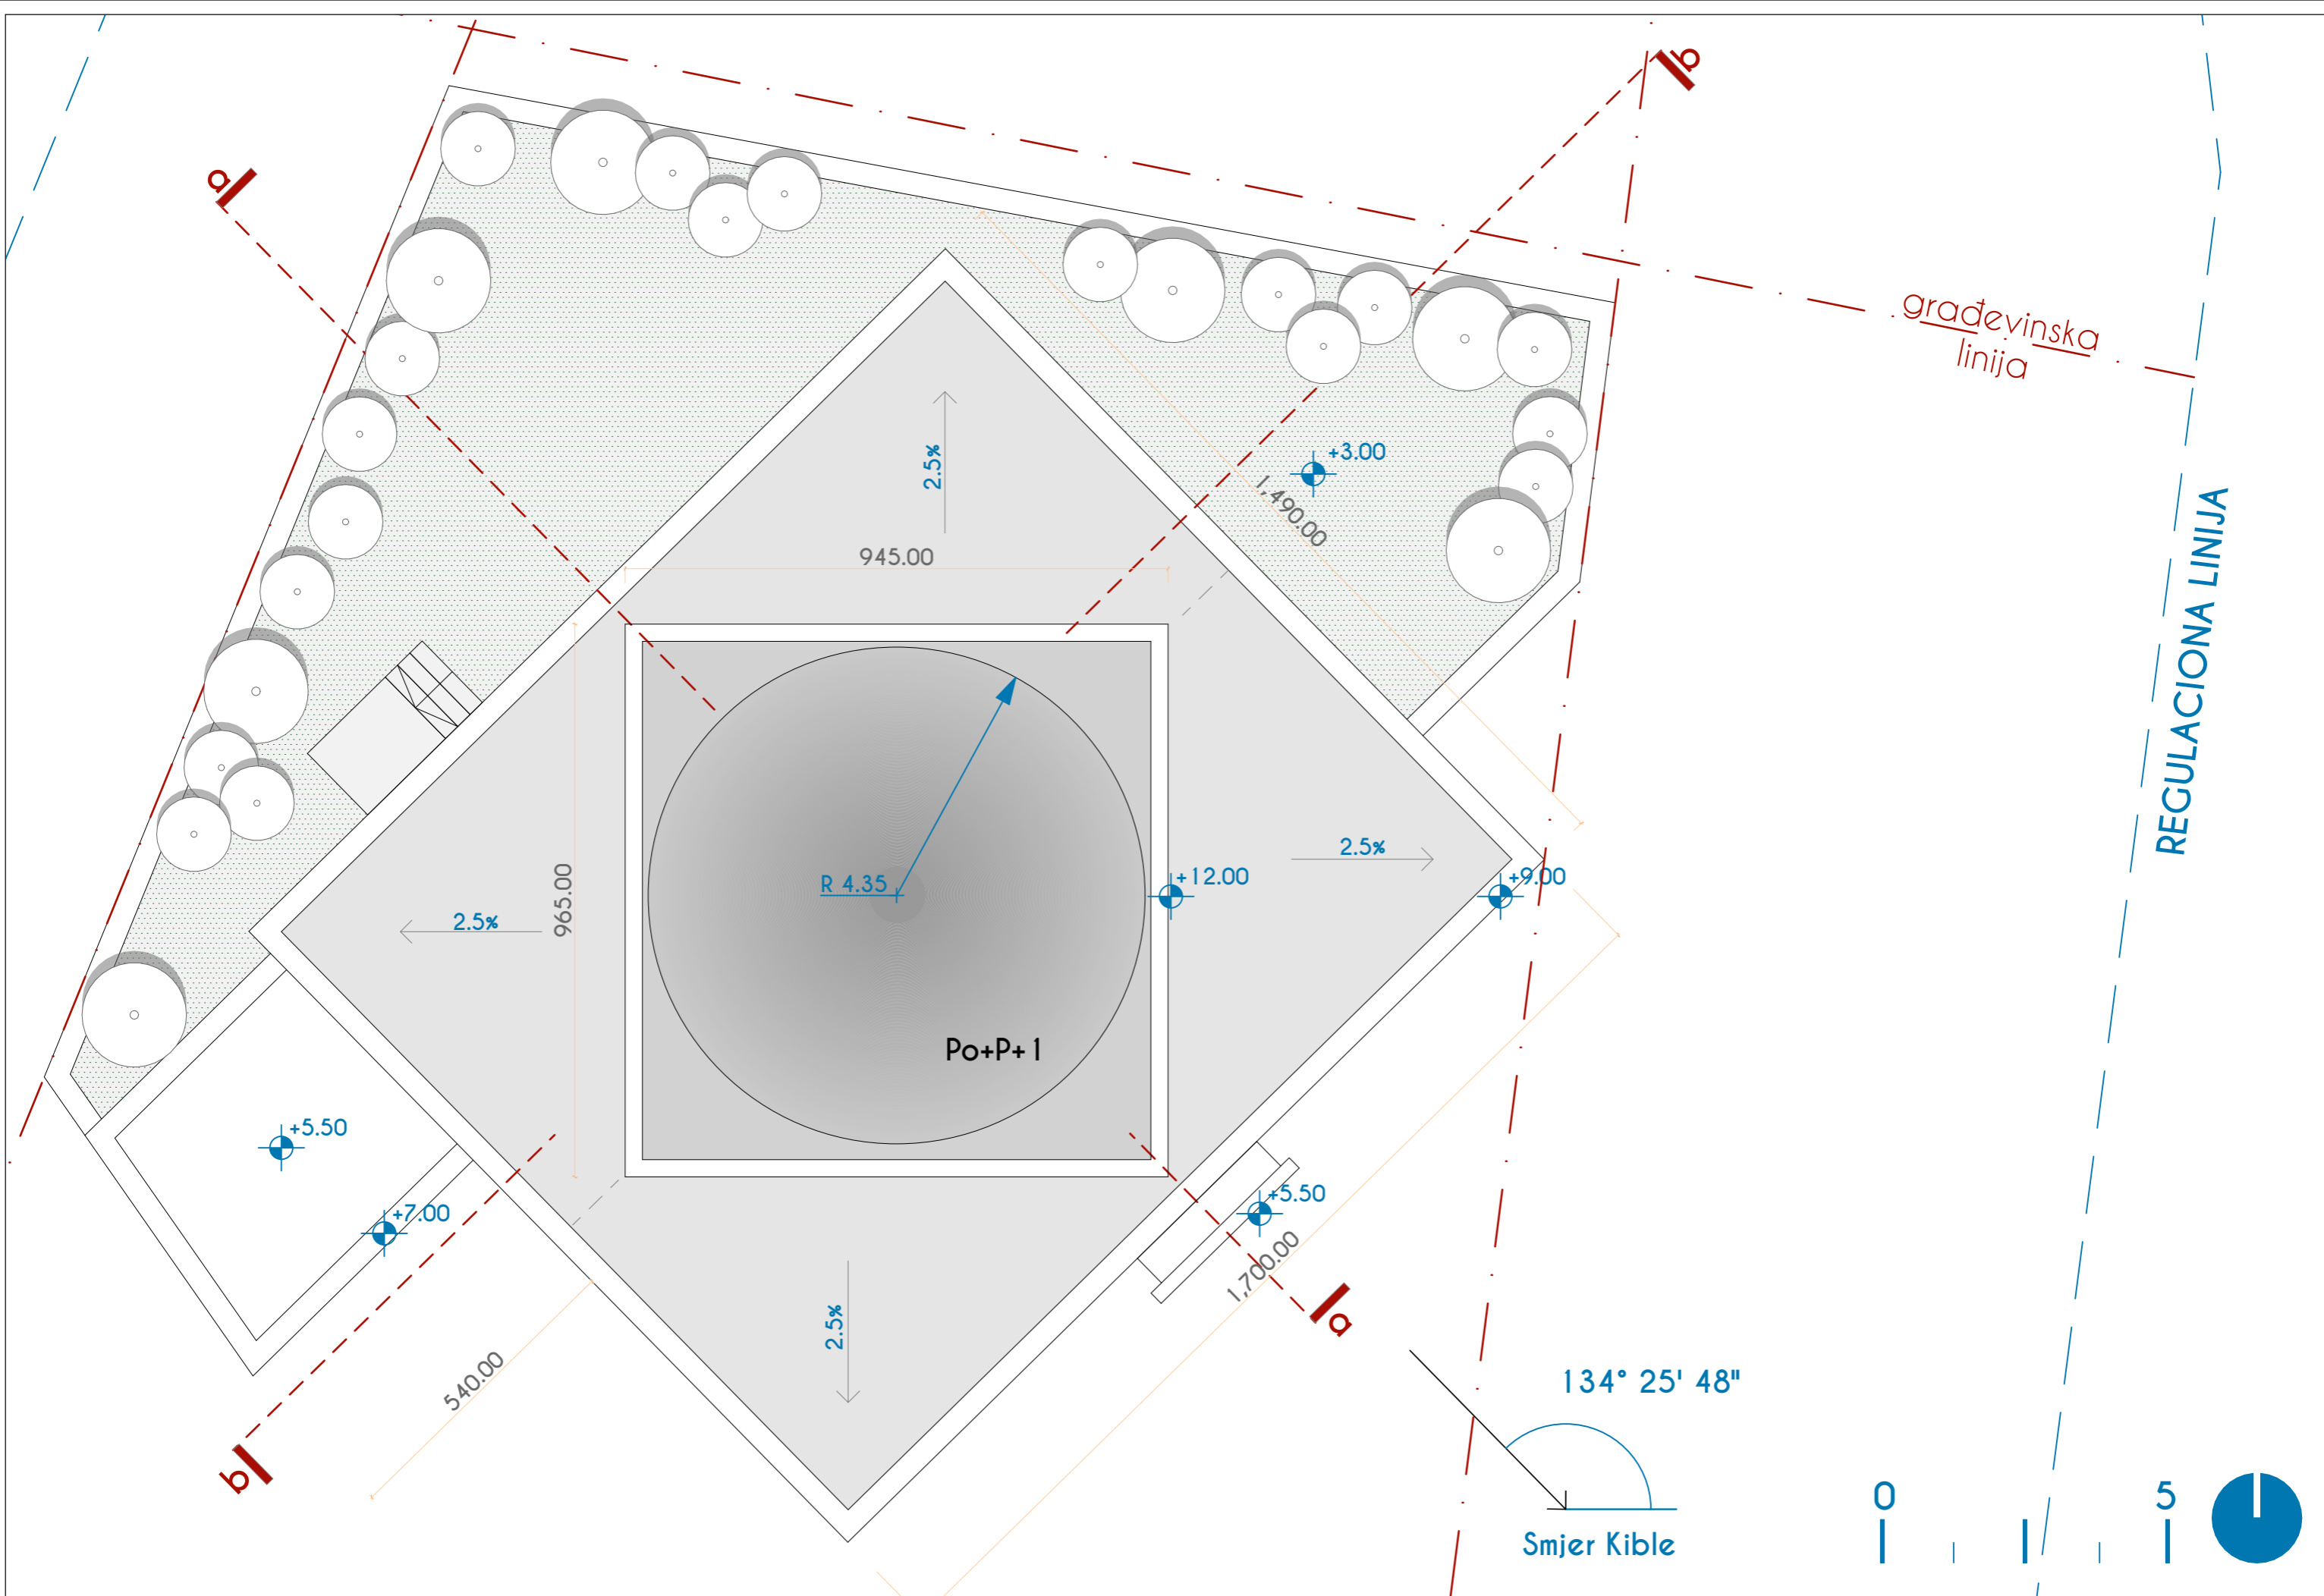 b
a
građevinska
linija
+3.00
2.5%
1,490.00
945.00
REGULACIONA LINIJA
2.5%
+12.00
+9.00
R 4.35
965.00
2.5%
Po+P+1
+5.50
+5.50
+7.00
1,700.00
2.5%
a
540.00
134° 25' 48"
b
0
5
Smjer Kible